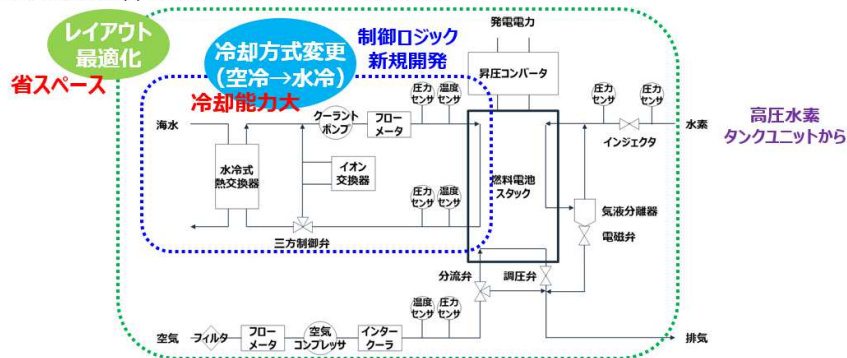 レイアウト
最適化
省スペース
冷却方式変更
（空冷→水冷）
冷却能力大
制御ロジック
新規開発
発電電力
昇圧コンバータ
圧力
センサ
温度
センサ
圧力
センサ
圧力
センサ
クーラント
ポンプ
フロー
メータ
海水
水素
高圧水素
タンクユニットから
インジェクタ
水冷式
熱交換器
イオン
交換器
燃料電池
スタック
圧力
センサ
温度
センサ
気液分離器
電磁弁
三方制御弁
分流弁
調圧弁
温度
センサ
圧力
センサ
空気
フィルタ
フロー
メータ
空気
コンプレッサ
インター
クーラ
排気